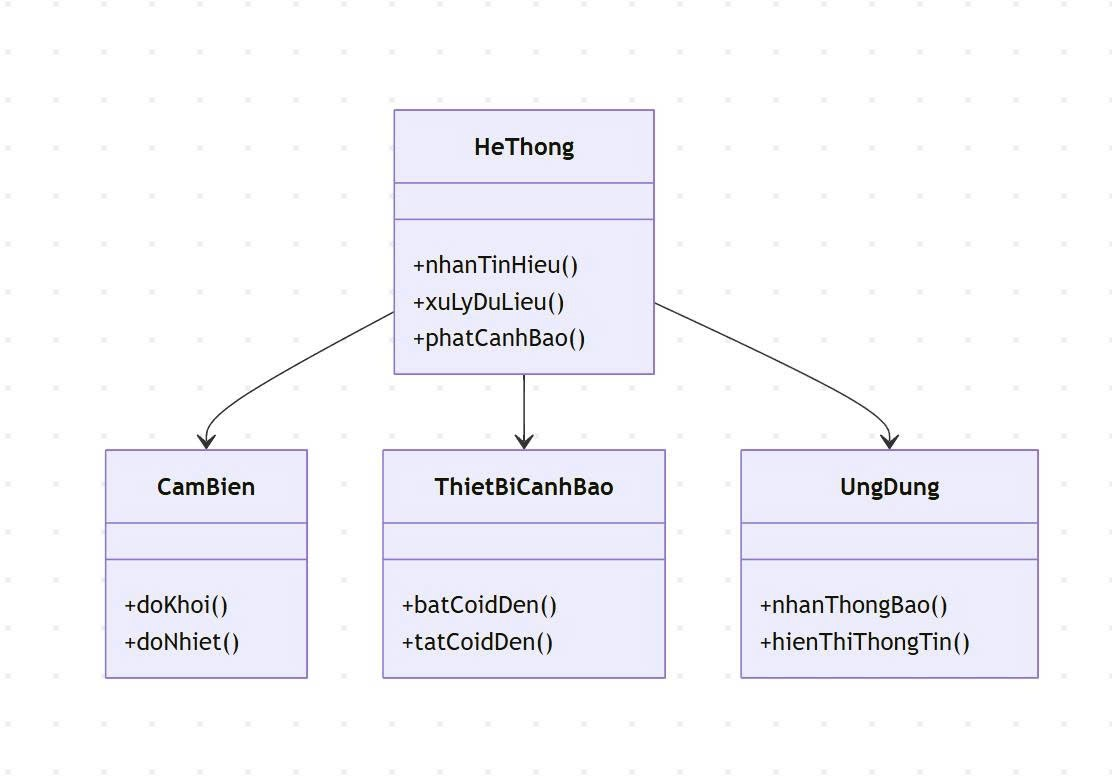 HeThong
+nhanTinHieu()
+xuLyDuLieu()
+phatCanhBao()
CamBien
+doKhoi()
+doNhiet()
ThietBiCanhBao
+batCoidDen()
+tatCoidDen()
UngDung
+nhanThongBao()
+hienThiThongTin()